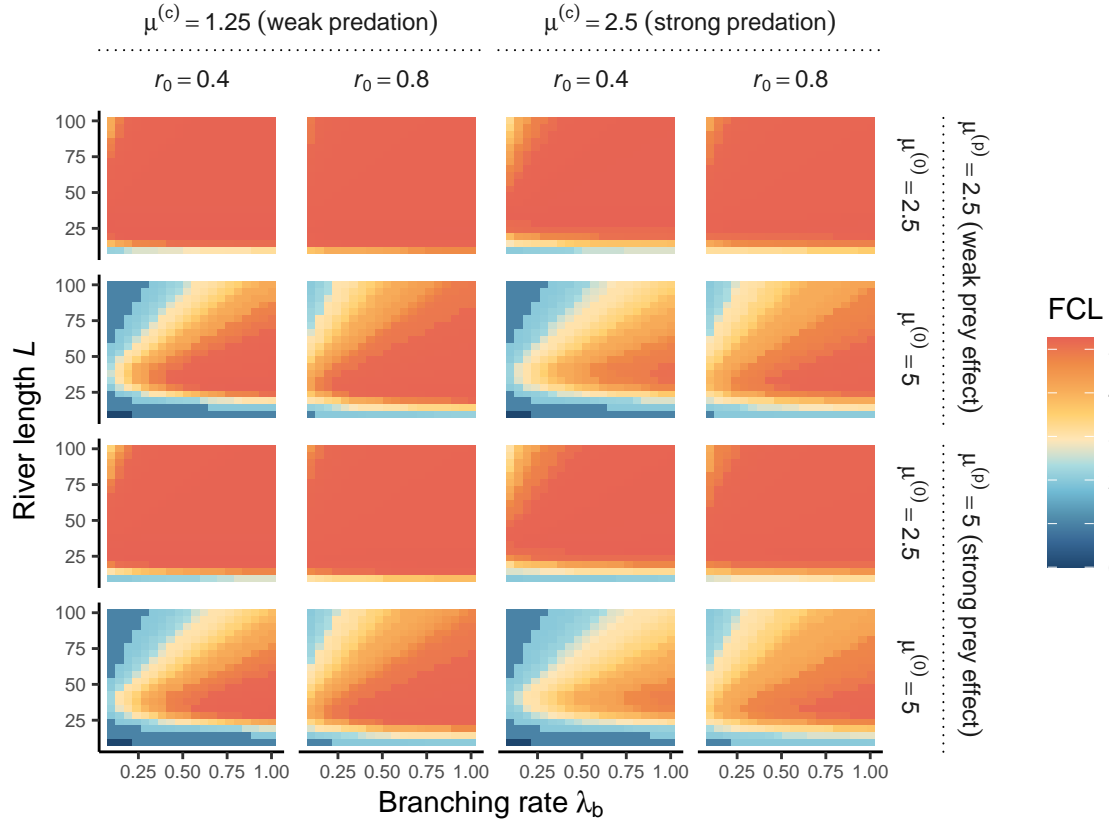 μ(c) = 1.25 (weak predation)
μ(c) = 2.5 (strong predation)
r0 = 0.4
r0 = 0.8
r0 = 0.4
r0 = 0.8
River length L
100
75
50
25
100
75
50
25
100
75
50
25
100
75
50
25
μ(0) = 2.5
μ(0) = 5
μ(0) = 2.5
μ(0) = 5
μ(p) = 2.5 (weak prey effect)
μ(p) = 5 (strong prey effect)
FCL
0.25 0.50 0.75 1.00
0.25 0.50 0.75 1.00
0.25 0.50 0.75 1.00
0.25 0.50 0.75 1.00
Branching rate λb